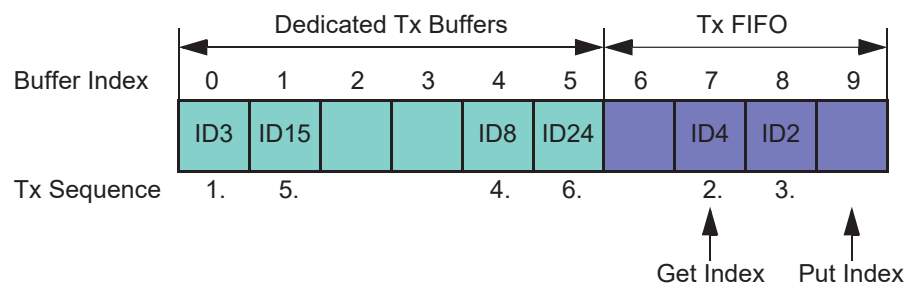 Dedicated Tx Buffers Tx FIFO
Buffer Index 0 1 2 3 4 5 6 7 8 9
ID3 ID15 ID8 ID24 ID4 ID2
Tx Sequence 1. 5. 4. 6. 2. 3.
Get Index Put Index